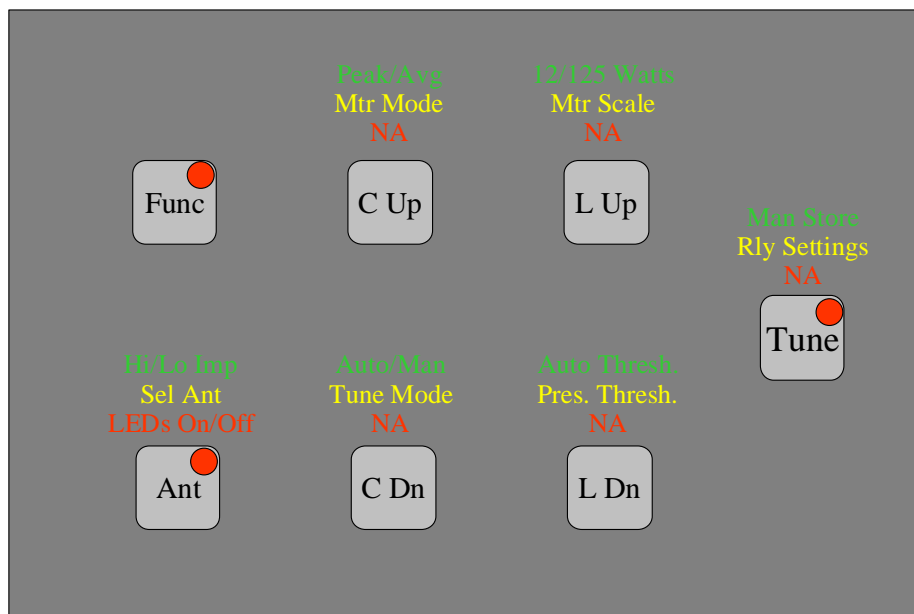 Peak/Avg
Mtr Mode
NA
12/125 Watts
Mtr Scale
NA
Func
C Up
L Up
Man Store
Rly Settings
NA
Tune
Hi/Lo Imp
Sel Ant
LEDs On/Off
Auto/Man
Tune Mode
NA
Auto Thresh.
Pres. Thresh.
NA
Ant
C Dn
L Dn